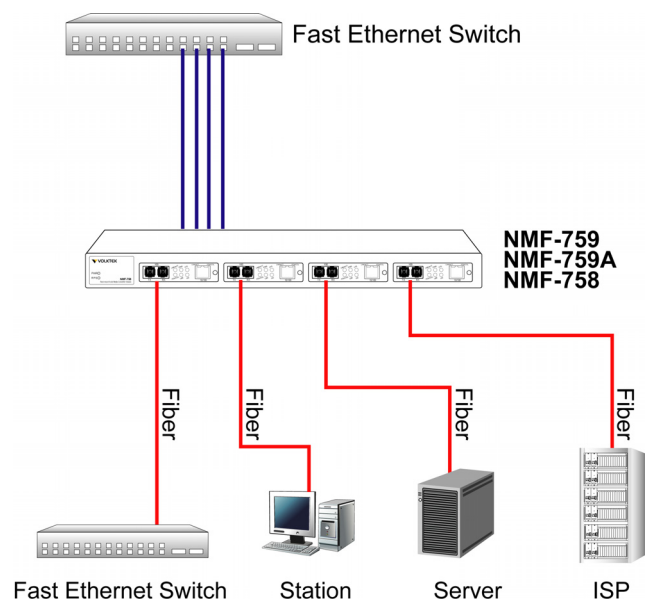 Fast Ethernet Switch
NMF-759
NMF-759A
NMF-758
VOLKTEK
Fiber
Fiber
Fiber
Fiber
Fast Ethernet Switch
Station
Server
ISP